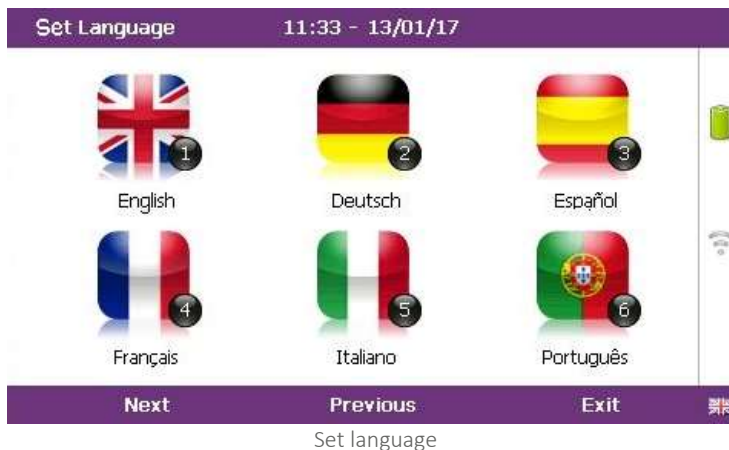 Set Language 11:33 - 13/01/17
1 2 3
English Deutsch Español
4 5 6
Français Italiano Português
Next Previous Exit
Set language